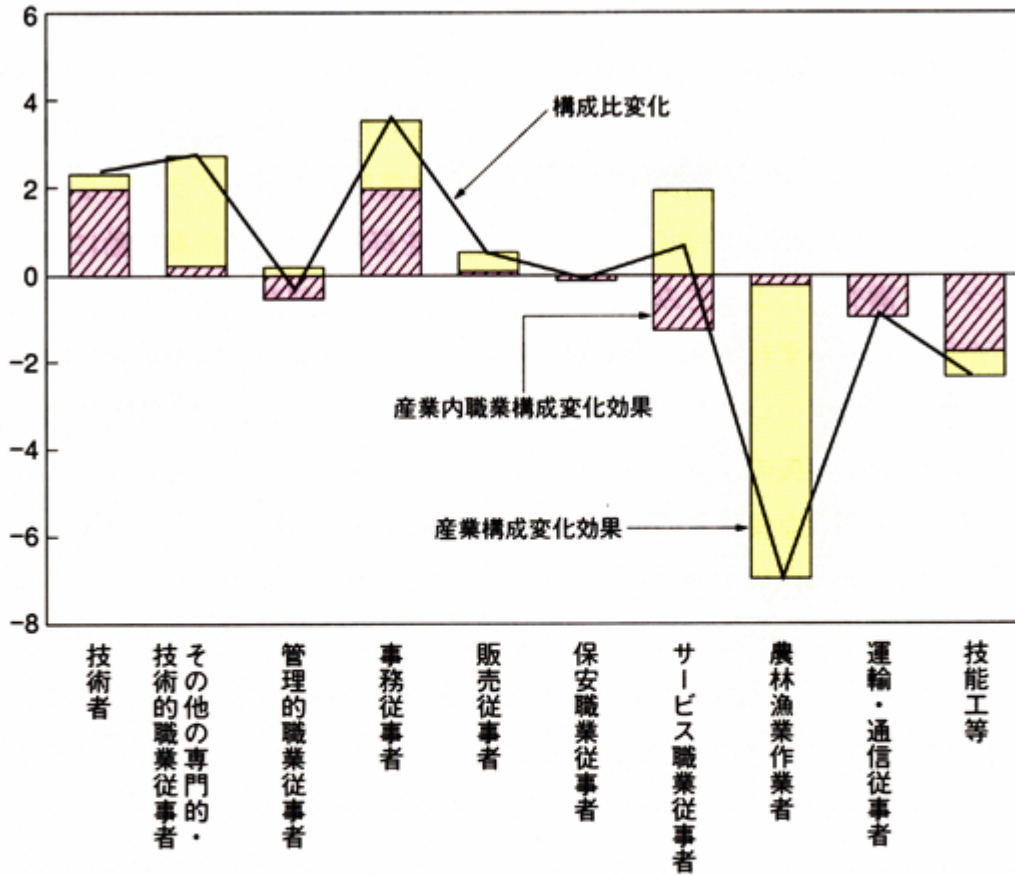 6
4
2
0
−2
−4
−6
−8
構成比変化
産業内職業構成変化効果
産業構成変化効果
技術者
その他の専門的・
技術的職業従事者
管理的職業従事者
事務従事者
販売従事者
保安職業従事者
サービス職業従事者
農林漁業作業者
運輸・通信従事者
技能工等